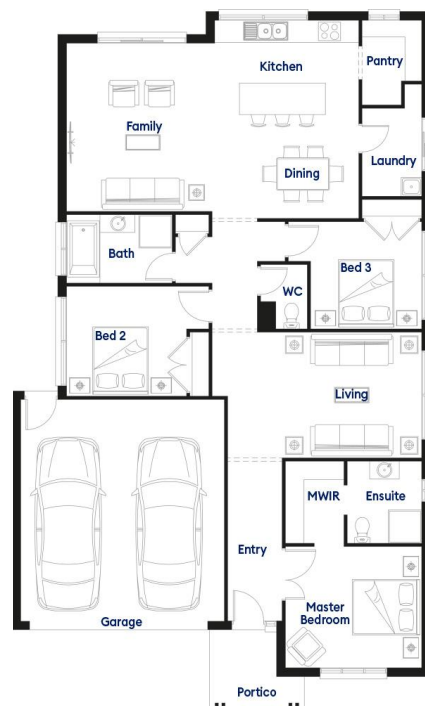 Kitchen
Pantry
Family
Dining
Laundry
Bath
Bed 3
WC
Bed 2
Living
MWIR
Ensuite
Entry
Master
Bedroom
Garage
Portico